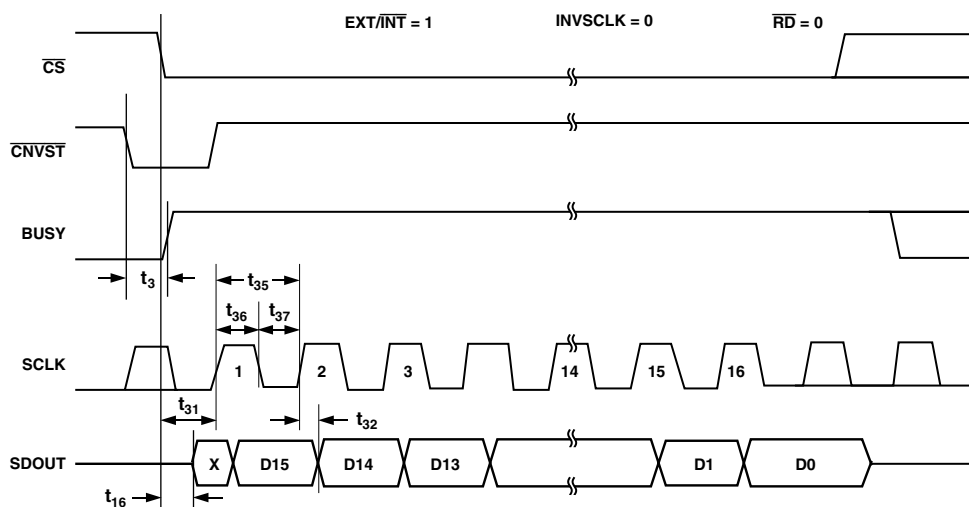 EXT/INT = 1 INVSCLK = 0 RD = 0
CS
CNVST
BUSY
t3
t35
t36 t37
SCLK 1 2 3 14 15 16
t31
t32
SDOUT X D15 D14 D13 D1 D0
t16